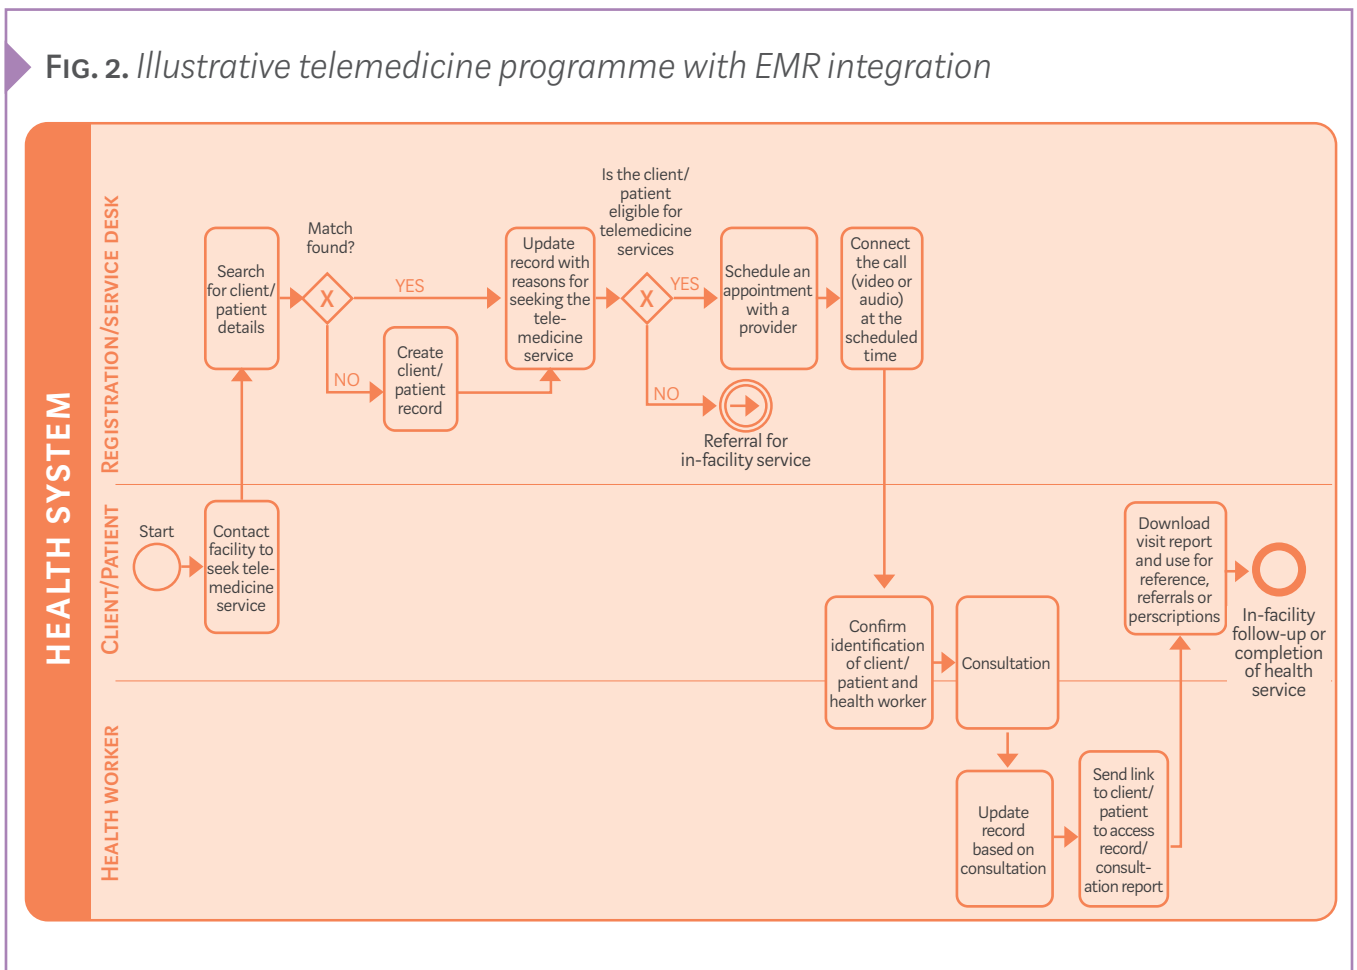 FIG. 2. Illustrative telemedicine programme with EMR integration
HEALTH SYSTEM
REGISTRATION/SERVICE DESK
Search
for client/
patient
details
Match
found?
X
YES
NO
Create
client/
patient
record
Update
record with
reasons for
seeking the
tele-
medicine
service
Is the client/
patient
eligible for
telemedicine
services
X
YES
NO
Schedule an
appointment
with a
provider
Connect
the call
(video or
audio)
at the
scheduled
time
Referral for
in-facility service
CLIENT/PATIENT
Start
Contact
facility to
seek tele-
medicine
service
Confirm
identification
of client/
patient and
health worker
Consultation
Download
visit report
and use for
reference,
referrals or
perscriptions
In-facility
follow-up or
completion
of health
service
HEALTH WORKER
Update
record
based on
consultation
Send link
to client/
patient
to access
record/
consult-
ation report